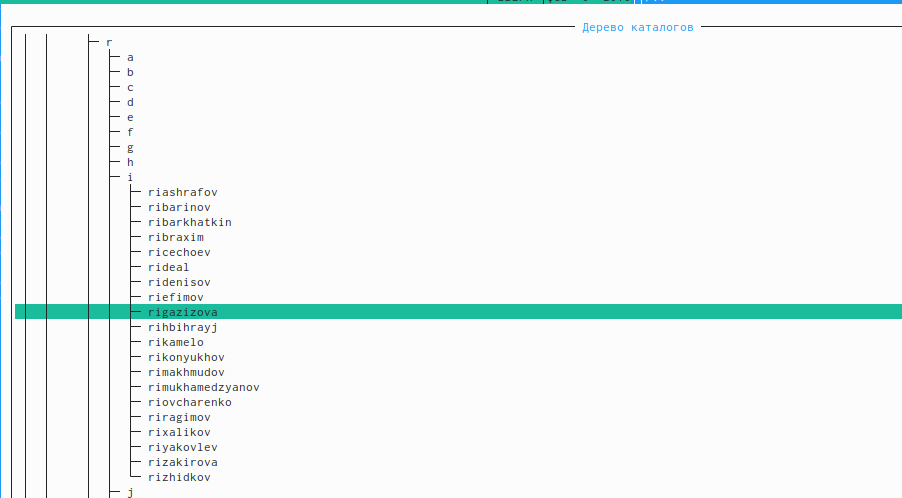 Дерево каталогов
r
a
b
c
d
e
f
g
h
i
riashrafov
ribarinov
ribarkhatkin
ribraxim
ricechoev
rideal
ridenisov
riefimov
rigazizova
rihbihrayj
rikamelo
rikonyukhov
rimakhmudov
rimukhamedzyanov
riovcharenko
riragimov
rixalikov
riyakovlev
rizakirova
rizhidkov
j